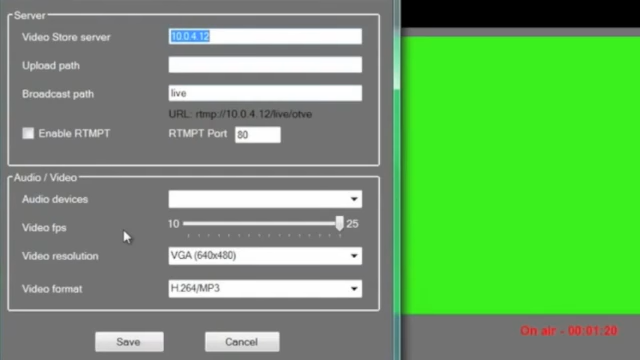 Server
Video Store server 10.0.4.12
Upload path
Broadcast path live
URL: rtmp://10.0.4.12/live/otve
Enable RTMPT RTMPT Port 80
Audio / Video
Audio devices
Video fps 10 25
Video resolution VGA (640x480)
Video format H.264/MP3
Save Cancel
On air - 00:01:20